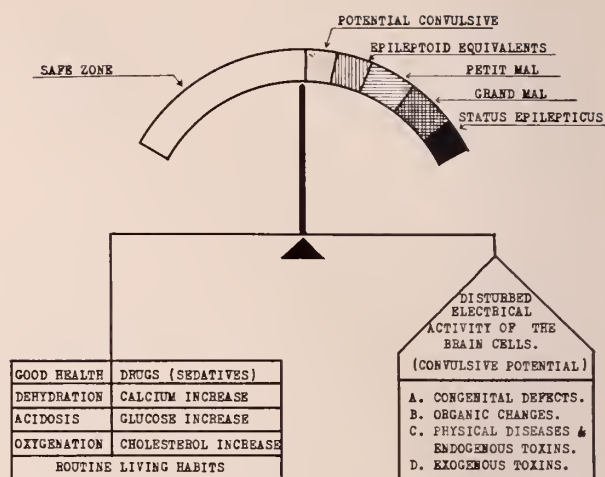 POTENTIAL CONVULSIVE
EPILEPTOID EQUIVALENTS
SAFE ZONE
PETIT MAL
GRAND MAL
STATUS EPILEPTICUS
DISTURBED
ELECTRICAL
ACTIVITY OF THE
BRAIN CELLS.
(CONVULSIVE POTENTIAL)
A. CONGENITAL DEFECTS.
B. ORGANIC CHANGES.
C. PHYSICAL DISEASES &
ENDOGENOUS TOXINS.
D. EXOGENOUS TOXINS.
GOOD HEALTH DRUGS (SEDATIVES)
DEHYDRATION CALCIUM INCREASE
ACIDOSIS GLUCOSE INCREASE
OXYGENATION CHOLESTEROL INCREASE
ROUTINE LIVING HABITS